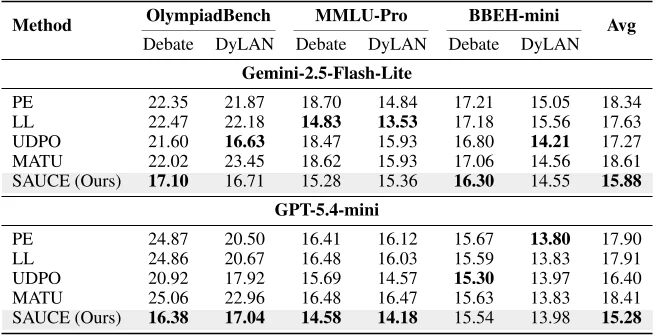 Method OlympiadBench MMLU-Pro BBEH-mini Avg
Debate DyLAN Debate DyLAN Debate DyLAN
Gemini-2.5-Flash-Lite
PE 22.35 21.87 18.70 14.84 17.21 15.05 18.34
LL 22.47 22.18 14.83 13.53 17.18 15.56 17.63
UDPO 21.60 16.63 18.47 15.93 16.80 14.21 17.27
MATU 22.02 23.45 18.62 15.93 17.06 14.56 18.61
SAUCE (Ours) 17.10 16.71 15.28 15.36 16.30 14.55 15.88
GPT-5.4-mini
PE 24.87 20.50 16.41 16.12 15.67 13.80 17.90
LL 24.86 20.67 16.48 16.03 15.59 13.83 17.91
UDPO 20.92 17.92 15.69 14.57 15.30 13.97 16.40
MATU 25.06 22.96 16.48 16.47 15.63 13.83 18.41
SAUCE (Ours) 16.38 17.04 14.58 14.18 15.54 13.98 15.28